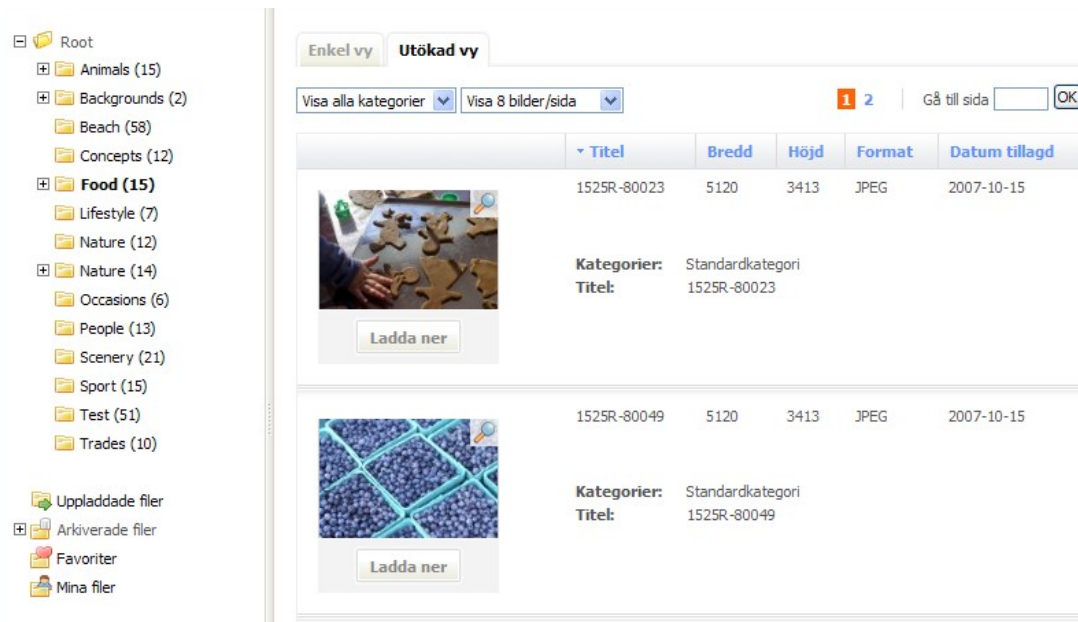 Root
Animals (15)
Backgrounds (2)
Beach (58)
Concepts (12)
Food (15)
Lifestyle (7)
Nature (12)
Nature (14)
Occasions (6)
People (13)
Scenery (21)
Sport (15)
Test (51)
Trades (10)
Uppladdade filer
Arkiverade filer
Favoriter
Mina filer
Enkel vy Utökad vy
Visa alla kategorier Visa 8 bilder/sida 1 2 Gå till sida OK
Titel Bredd Höjd Format Datum tillagd
1525R-80023 5120 3413 JPEG 2007-10-15
Kategorier: Standardkategori
Titel: 1525R-80023
Ladda ner
1525R-80049 5120 3413 JPEG 2007-10-15
Kategorier: Standardkategori
Titel: 1525R-80049
Ladda ner